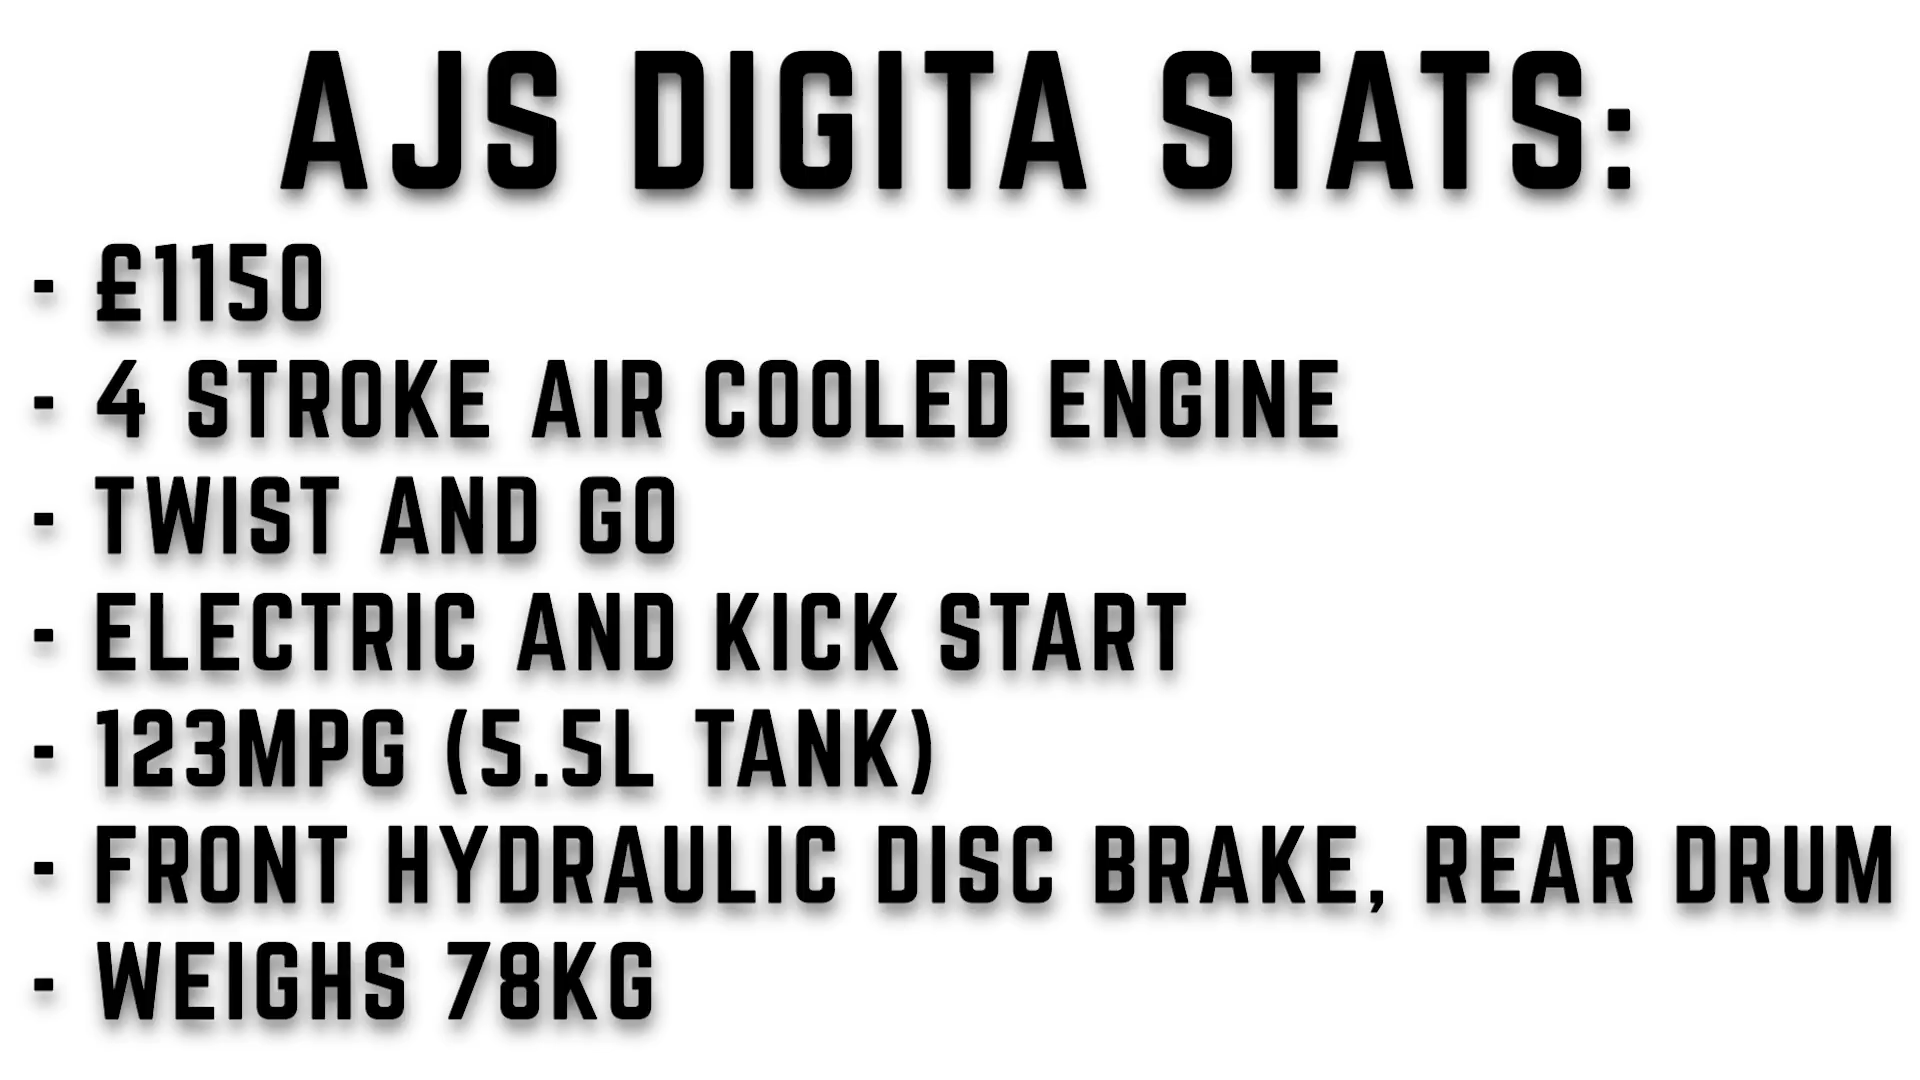 AJS DIGITA STATS:
- £1150
- 4 STROKE AIR COOLED ENGINE
- TWIST AND GO
- ELECTRIC AND KICK START
- 123MPG (5.5L TANK)
- FRONT HYDRAULIC DISC BRAKE, REAR DRUM
- WEIGHS 78KG